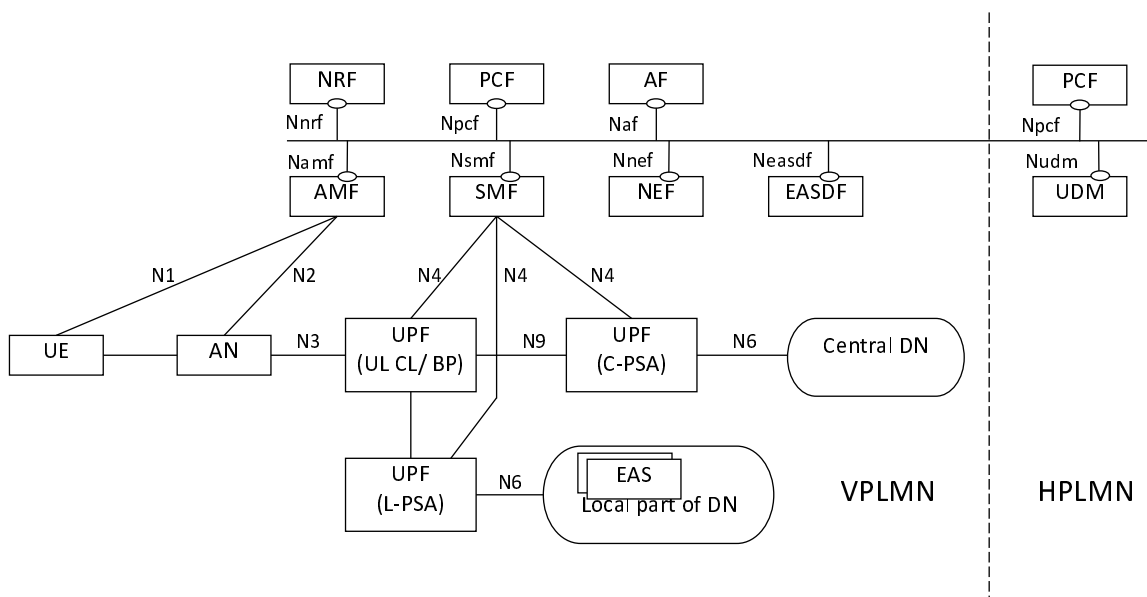 NRF
PCF
AF
PCF
Nnrf
Npcf
Naf
Npcf
Namf
Nsmf
Nnef
Neasdf
Nudm
AMF
SMF
NEF
EASDF
UDM
N1
N2
N4
N4
N4
UE
AN
N3
UPF
(UL CL/ BP)
N9
UPF
(C-PSA)
N6
Central DN
UPF
(L-PSA)
N6
EAS
Local part of DN
VPLMN
HPLMN